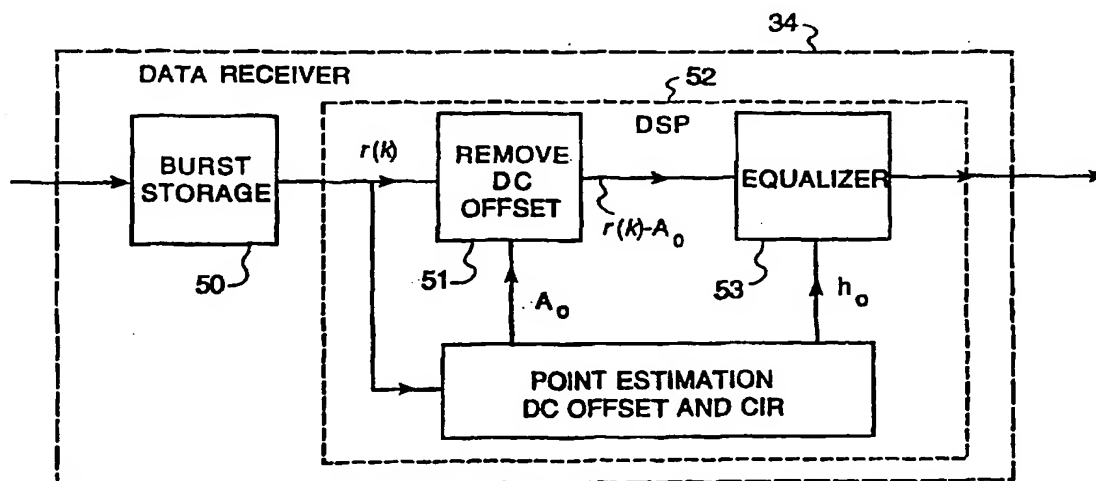 34
DATA RECEIVER
52
DSP
BURST
STORAGE
r(k)
REMOVE
DC
OFFSET
EQUALIZER
r(k)-A₀
50
51
53
A₀
h₀
POINT ESTIMATION
DC OFFSET AND CIR